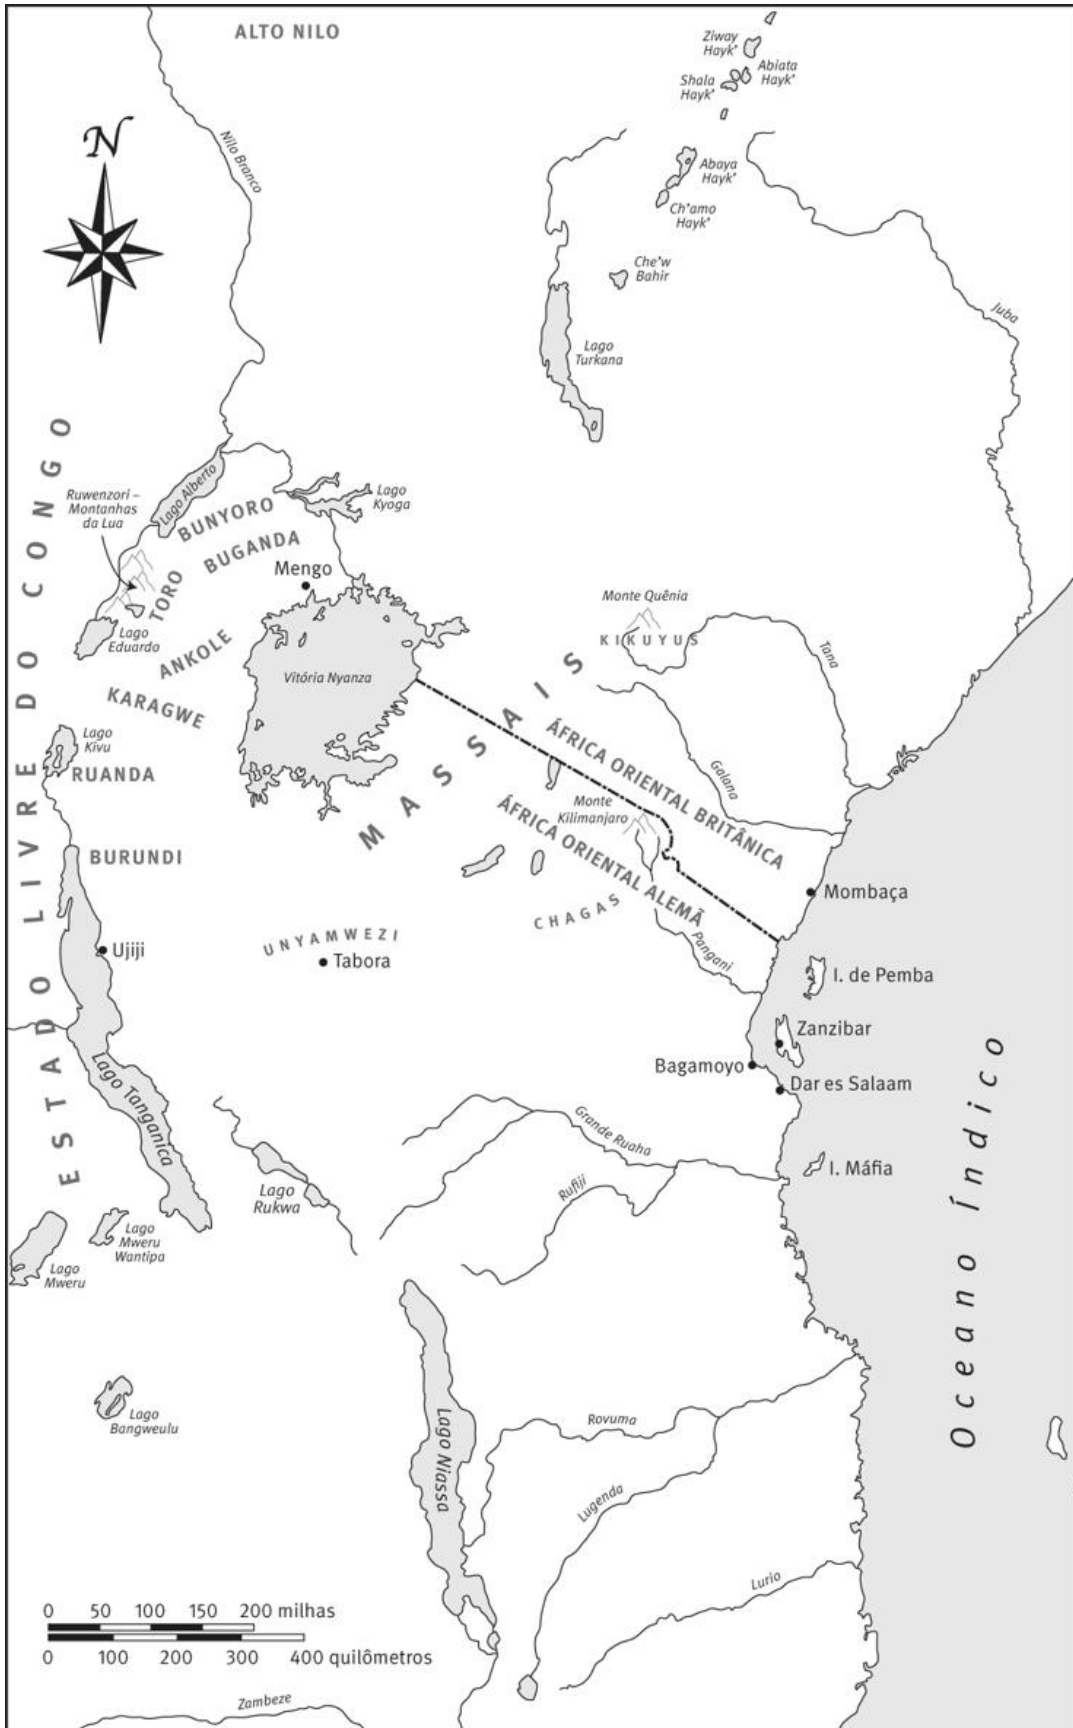 ALTO NILO
Ziway
Hayk'
Abiata
Hayk'
Shala
Hayk'
N
Nilo Branco
Abaya
Hayk'
Ch'amo
Hayk'
Che'w
Bahir
Juba
Lago
Turkana
ESTADO LIVRE DO CONGO
Lago Alberto
Ruwenzori –
Montanhas
da Lua
Lago
Kyoga
BUNYORO
BUGANDA
TORO
Mengo
Monte Quênia
KIKUYUS
Lago
Eduardo
ANKOLE
Tana
Vitória Nyanza
KARAGWE
MASSAIS
Lago
Kivu
RUANDA
ÁFRICA ORIENTAL BRITÂNICA
Galana
Monte
Kilimanjaro
ÁFRICA ORIENTAL ALEMÃ
BURUNDI
Mombaça
CHAGAS
UNYAMWEZI
Ujiji
Tabora
Pangani
I. de Pemba
Zanzibar
Bagamoyo
Dar es Salaam
Lago Tanganica
Oceano Índico
Grande Ruaha
I. Máfia
Rufiji
Lago
Rukwa
Lago
Mweru
Wantipa
Lago
Mweru
Lago
Bangweulu
Lago Niassa
Rovuma
Lugenda
Lurio
0 50 100 150 200 milhas
0 100 200 300 400 quilômetros
Zambeze